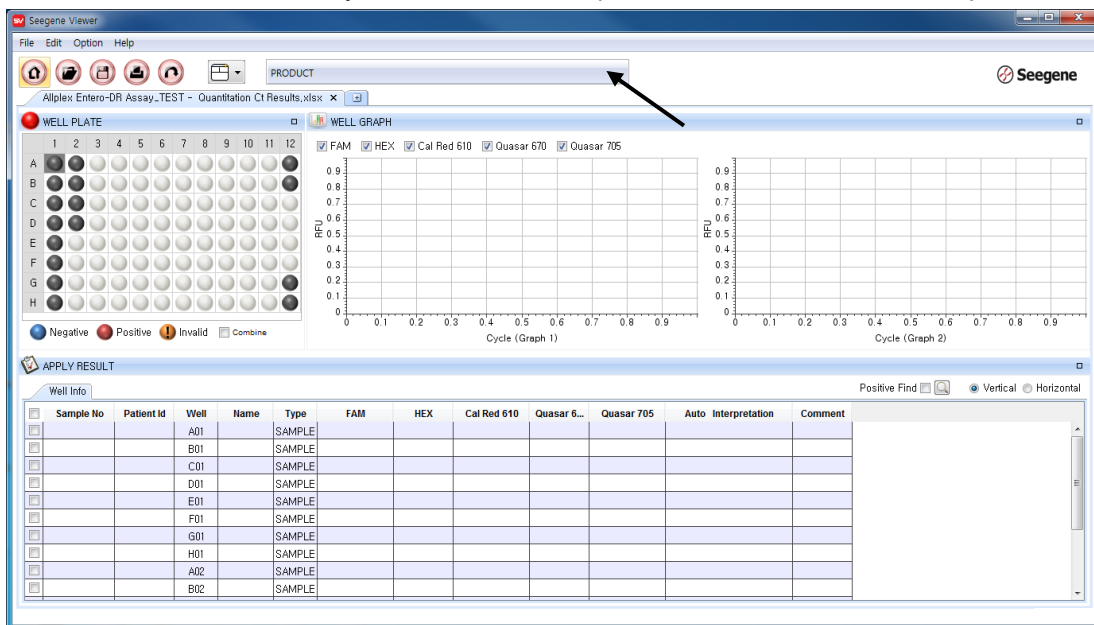 Seegene Viewer
File Edit Option Help
PRODUCT
Seegene
Allplex Entero-DR Assay_TEST - Quantitation Ct Results,xlsx
WELL PLATE
WELL GRAPH
1 2 3 4 5 6 7 8 9 10 11 12
A
B
C
D
E
F
G
H
Negative Positive Invalid Combine
FAM HEX Cal Red 610 Quasar 670 Quasar 705
0.9
0.8
0.7
0.6
0.5
0.4
0.3
0.2
0.1
0
RFU
0 0.1 0.2 0.3 0.4 0.5 0.6 0.7 0.8 0.9
Cycle (Graph 1)
0.9
0.8
0.7
0.6
0.5
0.4
0.3
0.2
0.1
0
RFU
0 0.1 0.2 0.3 0.4 0.5 0.6 0.7 0.8 0.9
Cycle (Graph 2)
APPLY RESULT
Well Info
Positive Find Vertical Horizontal
Sample No Patient Id Well Name Type FAM HEX Cal Red 610 Quasar 6... Quasar 705 Auto Interpretation Comment
A01 SAMPLE
B01 SAMPLE
C01 SAMPLE
D01 SAMPLE
E01 SAMPLE
F01 SAMPLE
G01 SAMPLE
H01 SAMPLE
A02 SAMPLE
B02 SAMPLE